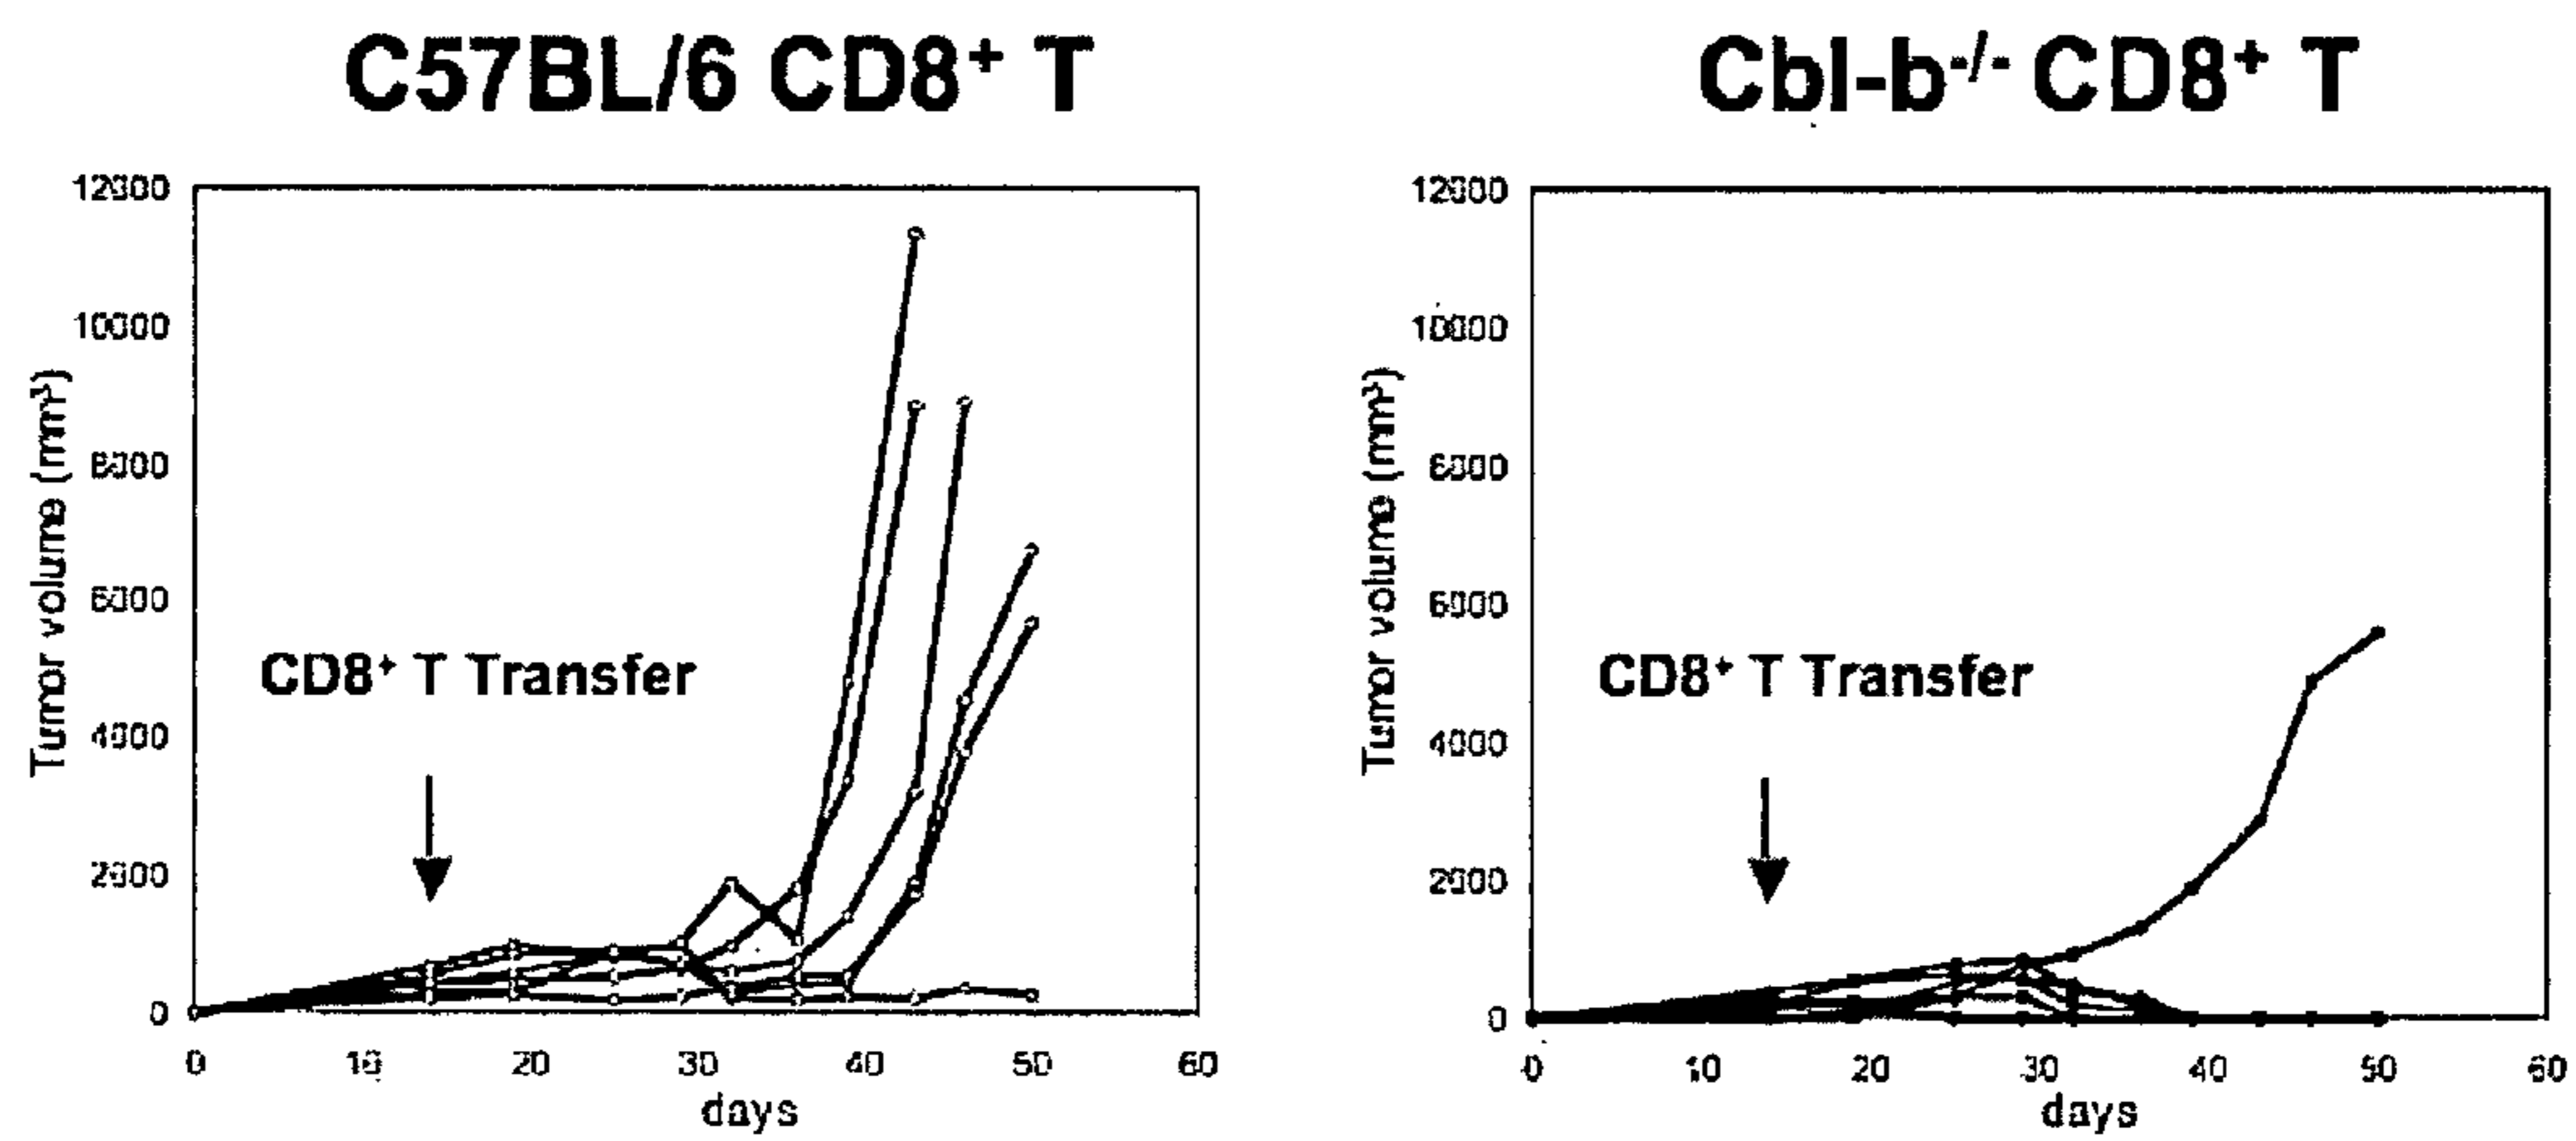 C57BL/6 CD8⁺ T
12000
10000
8000
6000
4000
2000
0
Tumor volume (mm³)
CD8⁺ T Transfer
0 10 20 30 40 50 60
days
Cbl-b⁻/⁻ CD8⁺ T
12000
10000
8000
6000
4000
2000
0
Tumor volume (mm³)
CD8⁺ T Transfer
0 10 20 30 40 50 60
days